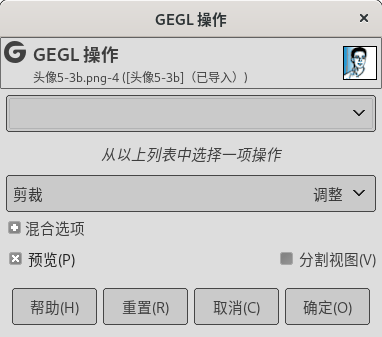 GEGL 操作
GEGL 操作
头像5-3b.png-4 ([头像5-3b]（已导入）)
从以上列表中选择一项操作
剪裁 调整
混合选项
预览(P) 分割视图(V)
帮助(H) 重置(R) 取消(C) 确定(O)